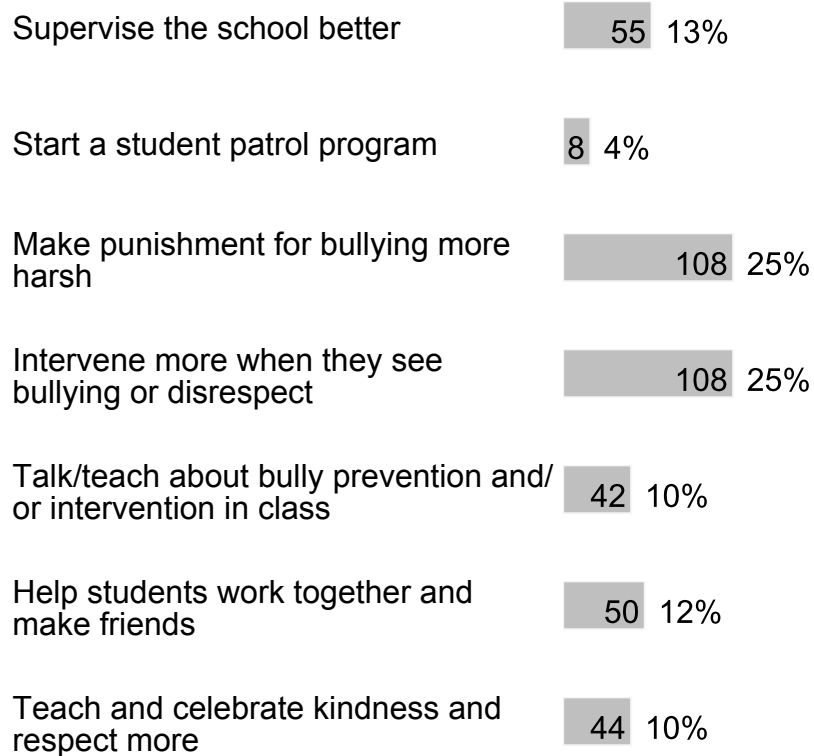 Supervise the school better
55 13%
Start a student patrol program
8 4%
Make punishment for bullying more
harsh
108 25%
Intervene more when they see
bullying or disrespect
108 25%
Talk/teach about bully prevention and/
or intervention in class
42 10%
Help students work together and
make friends
50 12%
Teach and celebrate kindness and
respect more
44 10%